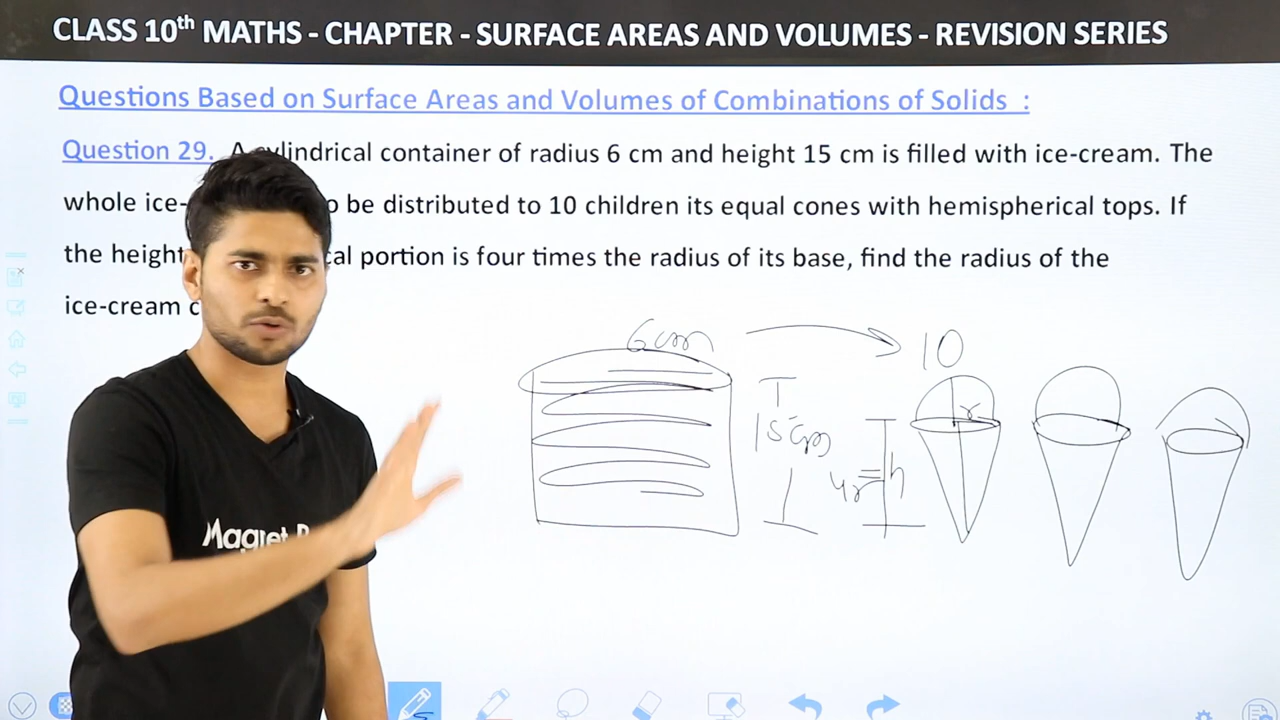 CLASS 10th MATHS - CHAPTER - SURFACE AREAS AND VOLUMES - REVISION SERIES
Questions Based on Surface Areas and Volumes of Combinations of Solids :
Question 29. A cylindrical container of radius 6 cm and height 15 cm is filled with ice-cream. The
whole ice- o be distributed to 10 children its equal cones with hemispherical tops. If
the height cal portion is four times the radius of its base, find the radius of the
ice-cream c
6cm
10
15cm
r
4r=h
Magnet